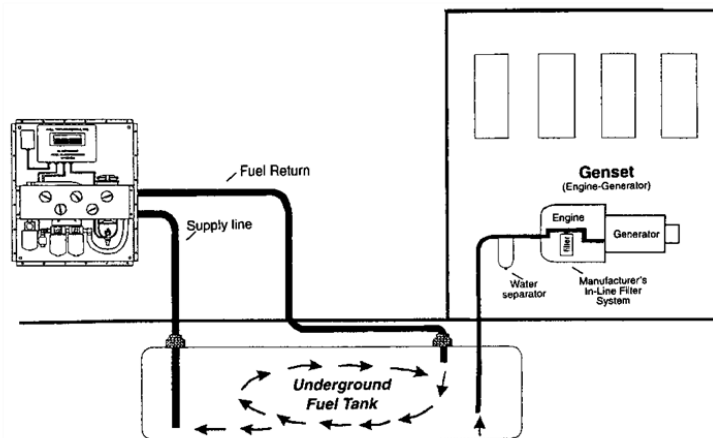 Fuel Return
Supply line
Genset
(Engine-Generator)
Engine
filter
Generator
Water
separator
Manufacturer's
In-Line Filter
System
Underground
Fuel Tank